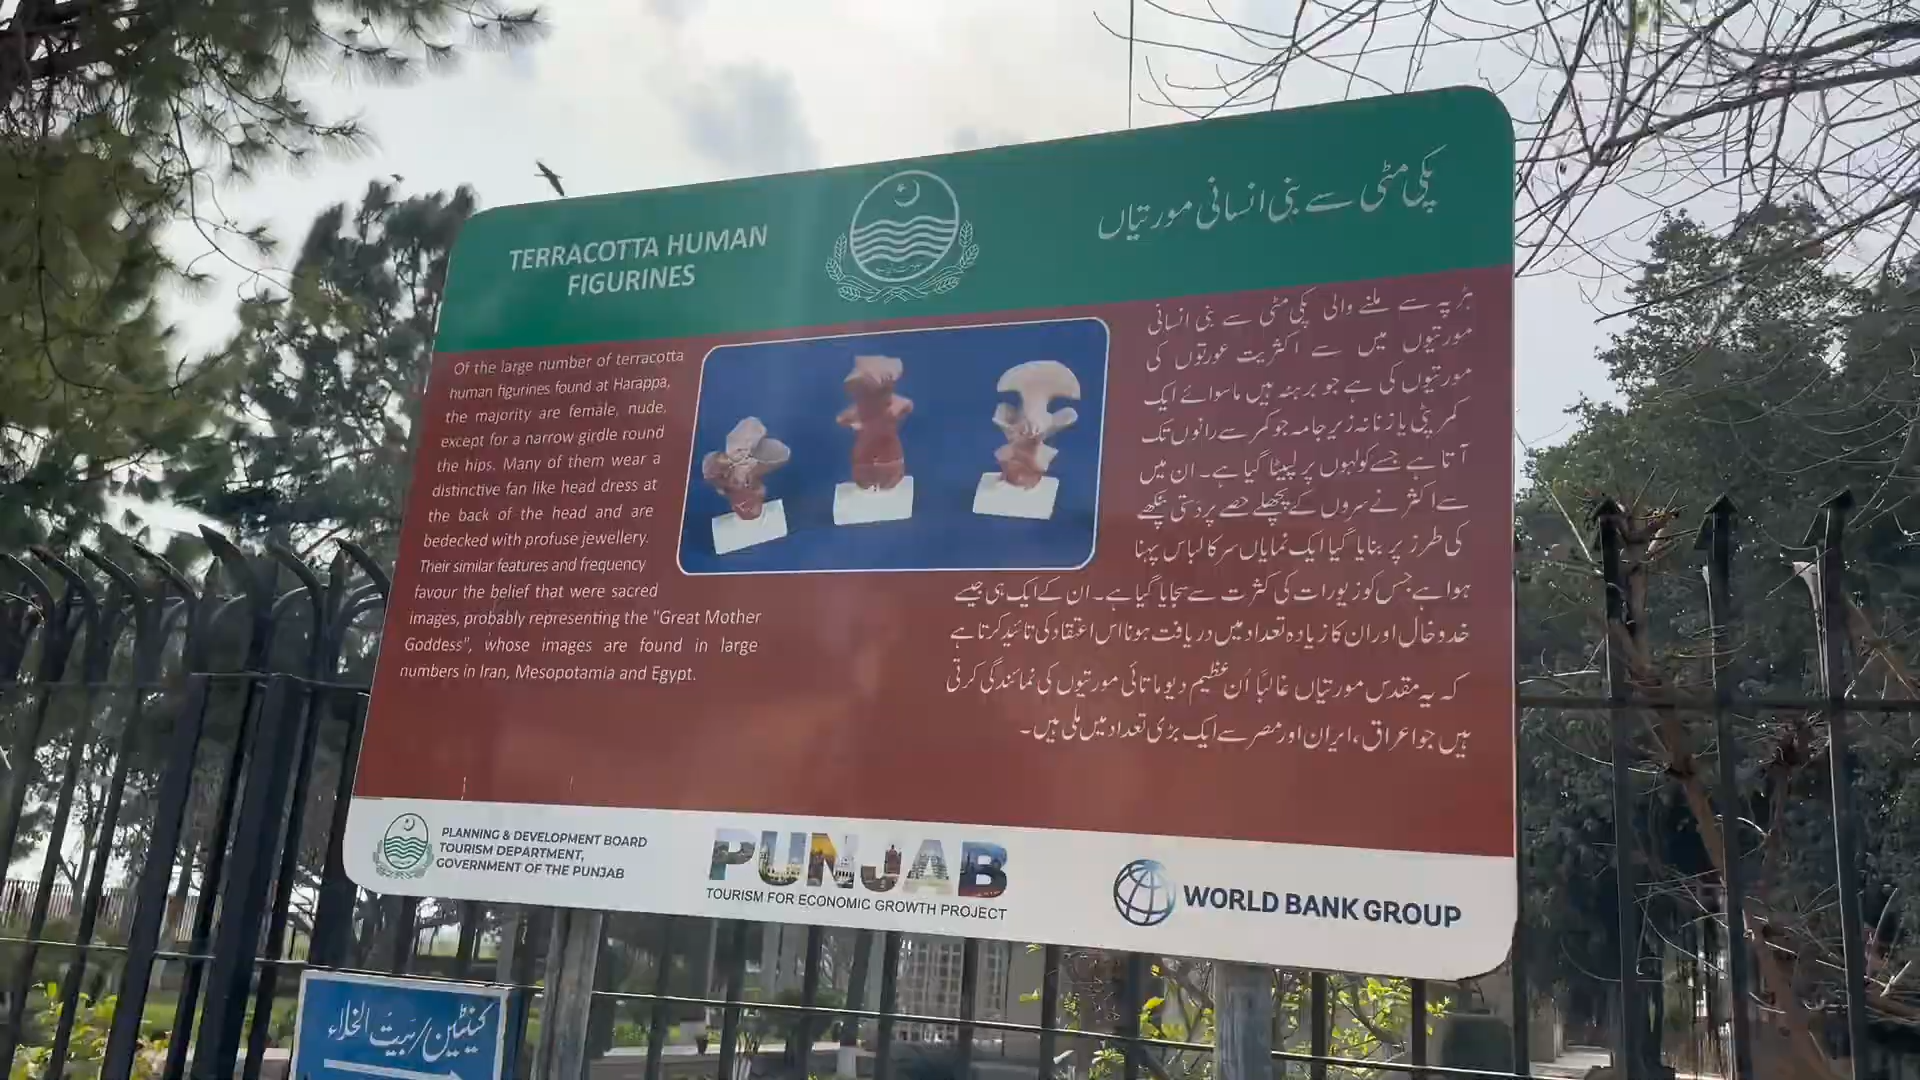 TERRACOTTA HUMAN
FIGURINES
پکی مٹی سے بنی انسانی مورتیاں
Of the large number of terracotta
human figurines found at Harappa,
the majority are female, nude,
except for a narrow girdle round
the hips. Many of them wear a
distinctive fan like head dress at
the back of the head and are
bedecked with profuse jewellery.
Their similar features and frequency
favour the belief that were sacred
images, probably representing the "Great Mother
Goddess", whose images are found in large
numbers in Iran, Mesopotamia and Egypt.
ہڑپہ سے ملنے والی پکی مٹی سے بنی انسانی
مورتیوں میں سے اکثریت عورتوں کی
مورتیوں کی ہے جو برہنہ ہیں ماسوائے ایک
کمر پٹی یا زنانہ زیر جامہ جو کمر سے رانوں تک
آتا ہے جسے کولہوں پر لپیٹا گیا ہے۔ ان میں
سے اکثر نے سروں کے پچھلے حصے پر دستی پنکھے
کی طرز پر بنایا گیا ایک نمایاں سر کا لباس پہنا
ہوا ہے جس کو زیورات کی کثرت سے سجایا گیا ہے۔ ان کے ایک ہی جیسے
خدوخال اور ان کا زیادہ تعداد میں دریافت ہونا اس اعتقاد کی تائید کرتا ہے
کہ یہ مقدس مورتیاں غالباً اُن عظیم دیو ماتائی مورتیوں کی نمائندگی کرتی
ہیں جو عراق، ایران اور مصر سے ایک بڑی تعداد میں ملی ہیں۔
PLANNING & DEVELOPMENT BOARD
TOURISM DEPARTMENT,
GOVERNMENT OF THE PUNJAB
PUNJAB
TOURISM FOR ECONOMIC GROWTH PROJECT
WORLD BANK GROUP
کینٹین/بیت الخلاء